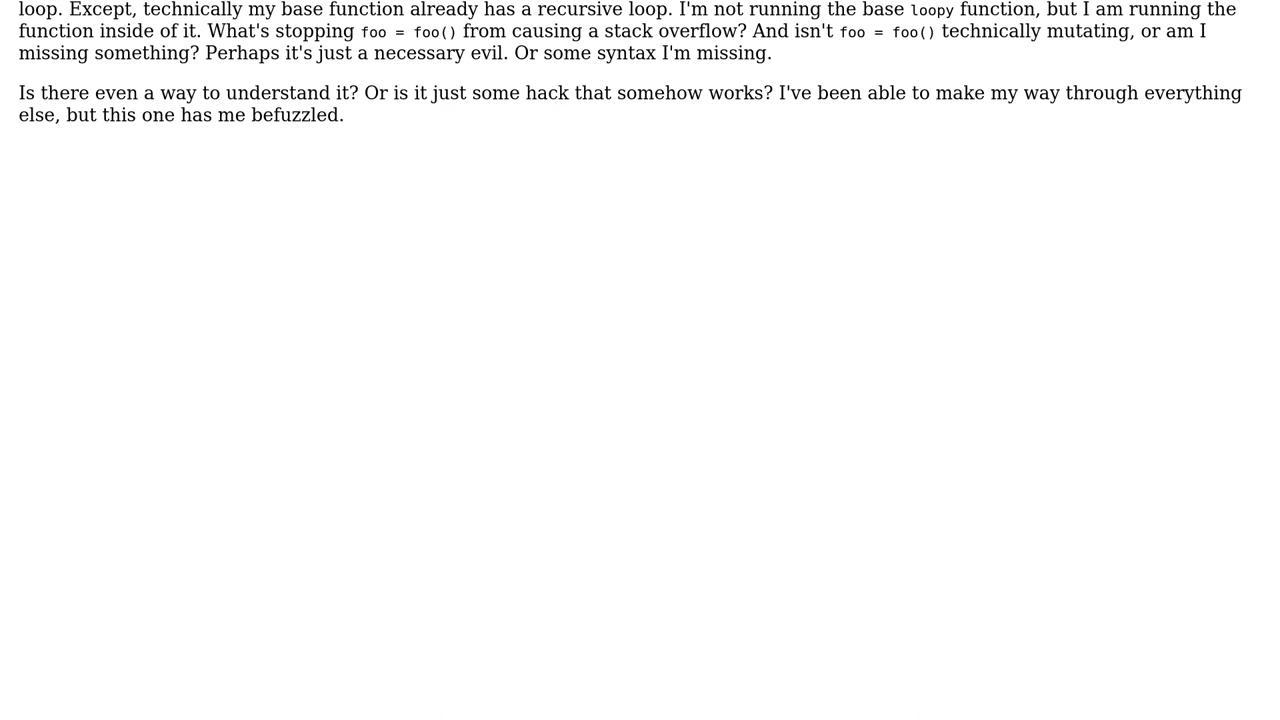 loop. Except, technically my base function already has a recursive loop. I'm not running the base loopy function, but I am running the
function inside of it. What's stopping foo = foo() from causing a stack overflow? And isn't foo = foo() technically mutating, or am I
missing something? Perhaps it's just a necessary evil. Or some syntax I'm missing.
Is there even a way to understand it? Or is it just some hack that somehow works? I've been able to make my way through everything
else, but this one has me befuzzled.